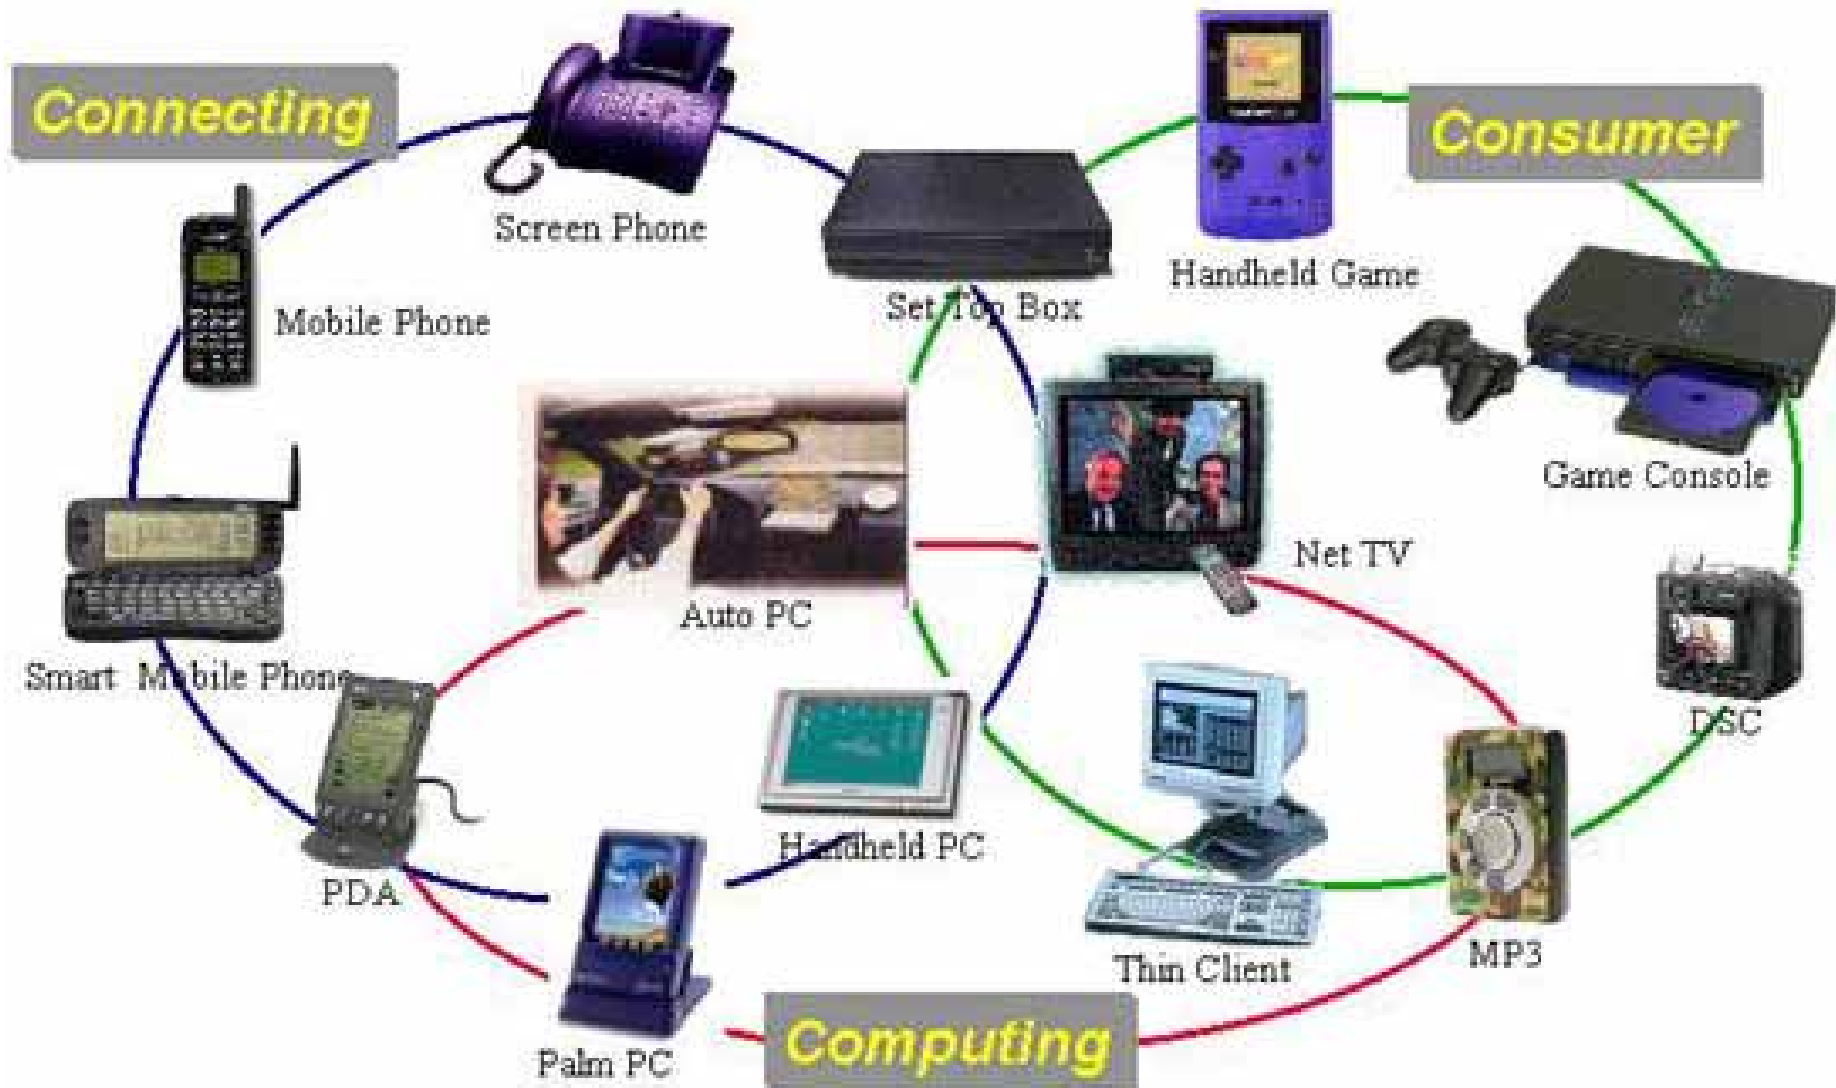 Connecting
Consumer
Screen Phone
Handheld Game
Set Top Box
Mobile Phone
Game Console
Net TV
Auto PC
Smart Mobile Phone
DSC
Handheld PC
PDA
Thin Client
MP3
Palm PC
Computing